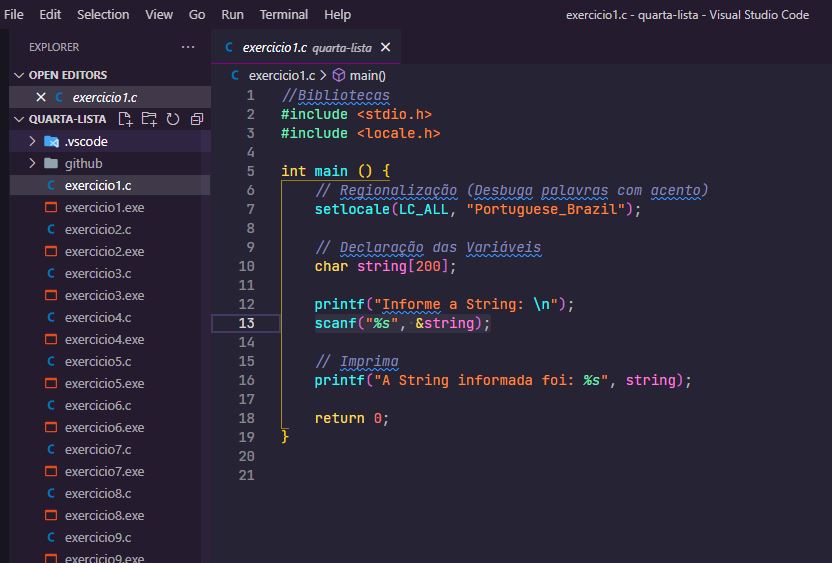 File Edit Selection View Go Run Terminal Help
exercicio1.c - quarta-lista - Visual Studio Code
EXPLORER ...
OPEN EDITORS
X C exercicio1.c
QUARTA-LISTA
.vscode
github
C exercicio1.c
exercicio1.exe
C exercicio2.c
exercicio2.exe
C exercicio3.c
exercicio3.exe
C exercicio4.c
exercicio4.exe
C exercicio5.c
exercicio5.exe
C exercicio6.c
exercicio6.exe
C exercicio7.c
exercicio7.exe
C exercicio8.c
exercicio8.exe
C exercicio9.c
exercicio9.exe
C exercicio1.c quarta-lista X
C exercicio1.c > main()
1 //Bibliotecas
2 #include <stdio.h>
3 #include <locale.h>
4
5 int main () {
6 // Regionalização (Desbuga palavras com acento)
7 setlocale(LC_ALL, "Portuguese_Brazil");
8
9 // Declaração das Variáveis
10 char string[200];
11
12 printf("Informe a String: \n");
13 scanf("%s", &string);
14
15 // Imprima
16 printf("A String informada foi: %s", string);
17
18 return 0;
19 }
20
21